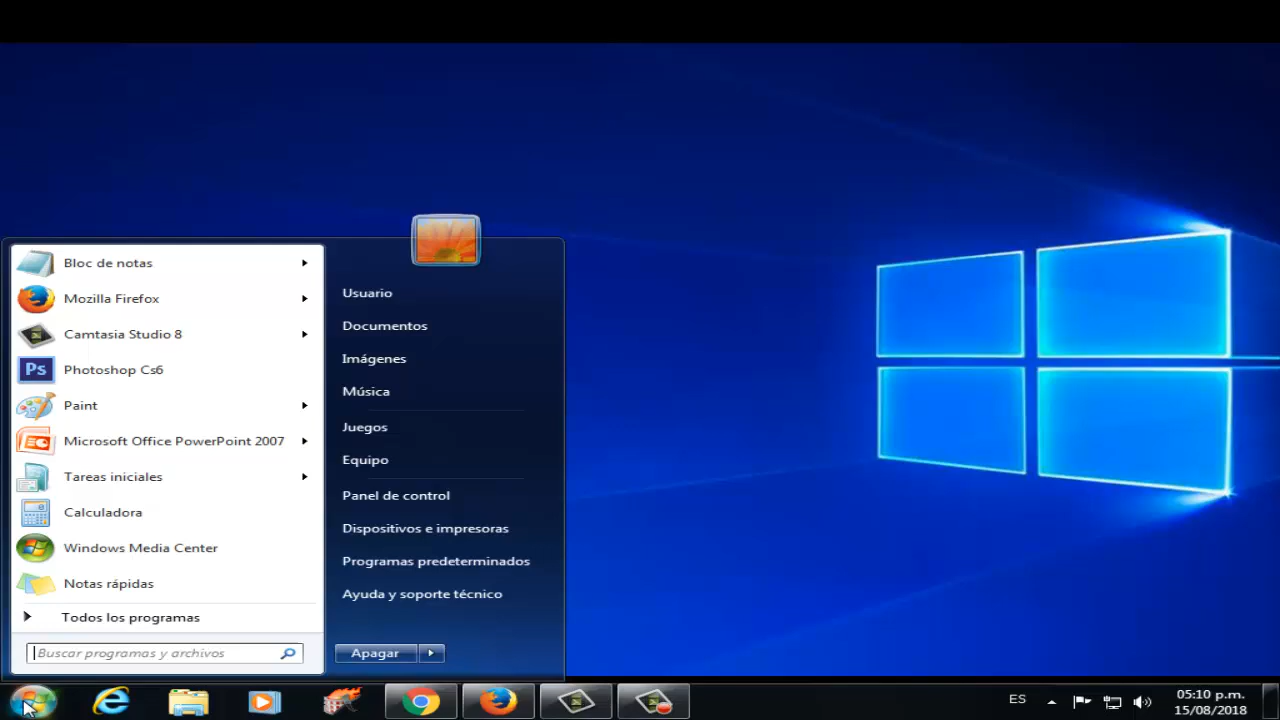 Bloc de notas
Mozilla Firefox
Camtasia Studio 8
Ps
Photoshop Cs6
Paint
Microsoft Office PowerPoint 2007
Tareas iniciales
Calculadora
Windows Media Center
Notas rápidas
Todos los programas
Buscar programas y archivos
Usuario
Documentos
Imágenes
Música
Juegos
Equipo
Panel de control
Dispositivos e impresoras
Programas predeterminados
Ayuda y soporte técnico
Apagar
ES
05:10 p.m.
15/08/2018